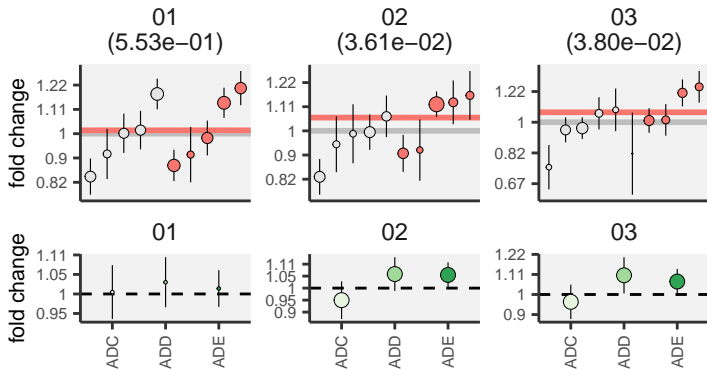 01 02 03
(5.53e−01) (3.61e−02) (3.80e−02)
fold change
1.22 1.11 1 0.9 0.82
1.22 1.11 1 0.9 0.82
1.22 1 0.82 0.67
01 02 03
fold change
1.11 1.05 1 0.95
1.11 1.05 1 0.95 0.9
1.22 1.11 1 0.9
ADC ADD ADE
ADC ADD ADE
ADC ADD ADE